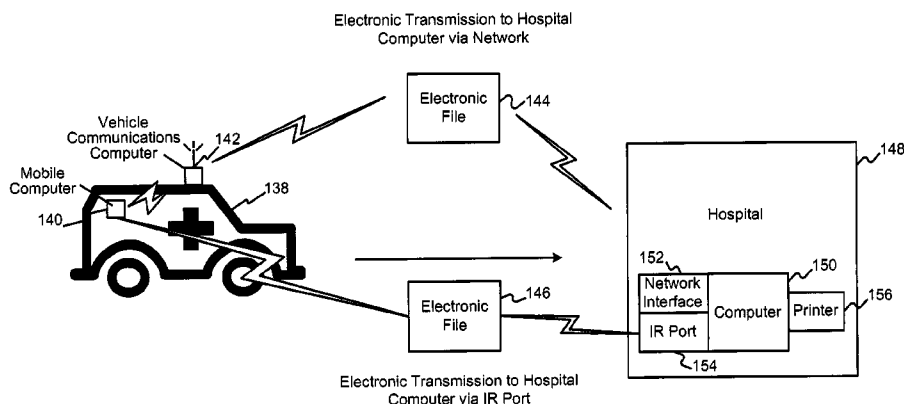 Electronic Transmission to Hospital
Computer via Network
Electronic
File
144
Vehicle
Communications
Computer
142
Mobile
Computer
140
138
148
Hospital
152
150
Network
Interface
Computer
Printer
156
IR Port
154
146
Electronic
File
Electronic Transmission to Hospital
Computer via IR Port